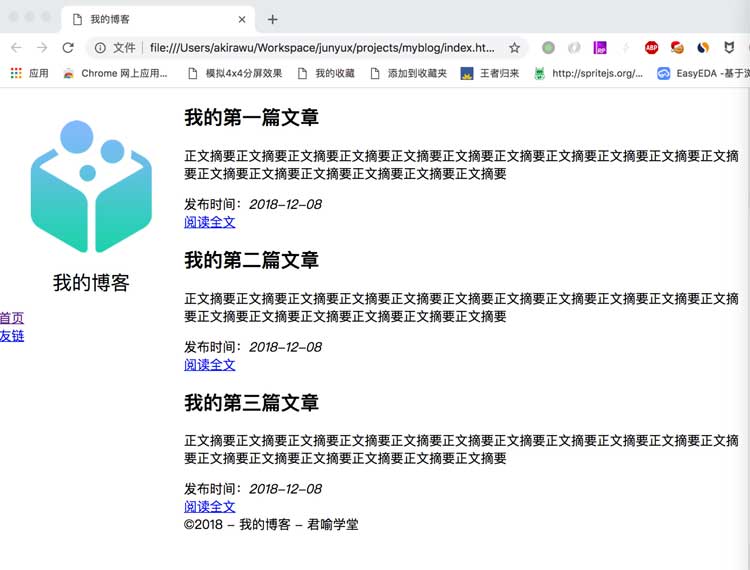 我的博客
文件 | file:///Users/akirawu/Workspace/junyux/projects/myblog/index.ht...
RP ABP
应用 Chrome 网上应用... 模拟4x4分屏效果 我的收藏 添加到收藏夹 王者归来 http://spritejs.org/... EasyEDA -基于浏
我的博客
首页
友链
我的第一篇文章
正文摘要正文摘要正文摘要正文摘要正文摘要正文摘要正文摘要正文摘要正文摘要正文摘要正文摘
要正文摘要正文摘要正文摘要正文摘要正文摘要正文摘要
发布时间：2018-12-08
阅读全文
我的第二篇文章
正文摘要正文摘要正文摘要正文摘要正文摘要正文摘要正文摘要正文摘要正文摘要正文摘要正文摘
要正文摘要正文摘要正文摘要正文摘要正文摘要正文摘要
发布时间：2018-12-08
阅读全文
我的第三篇文章
正文摘要正文摘要正文摘要正文摘要正文摘要正文摘要正文摘要正文摘要正文摘要正文摘要正文摘
要正文摘要正文摘要正文摘要正文摘要正文摘要正文摘要
发布时间：2018-12-08
阅读全文
©2018 - 我的博客 - 君喻学堂